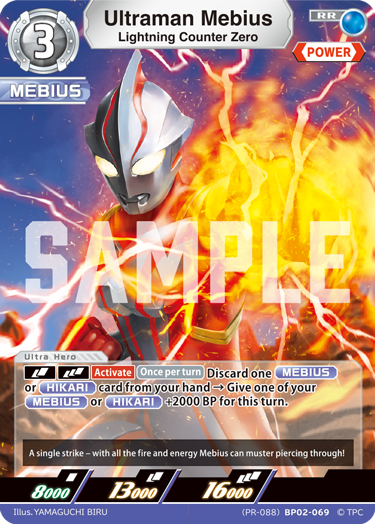 3
Ultraman Mebius
Lightning Counter Zero
RR
POWER
MEBIUS
SAMPLE
Ultra Hero
Activate Once per turn Discard one MEBIUS
or HIKARI card from your hand → Give one of your
MEBIUS or HIKARI +2000 BP for this turn.
A single strike – with all the fire and energy Mebius can muster piercing through!
8000 13000 16000
Illus.YAMAGUCHI BIRU (PR-088) BP02-069 © TPC